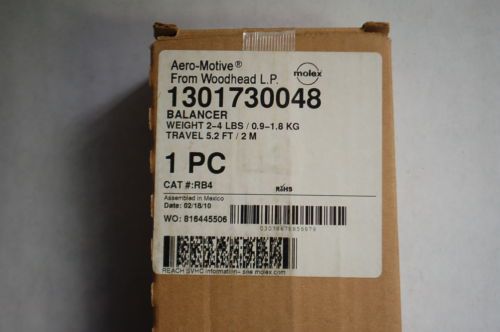 Aero-Motive®
From Woodhead L.P.
molex
1301730048
BALANCER
WEIGHT 2-4 LBS / 0.9-1.8 KG
TRAVEL 5.2 FT / 2 M
1 PC
CAT #:RB4
RoHS
Assembled in Mexico
Date: 02/18/10
WO: 816445506
REACH SVHC Information- see molex.com